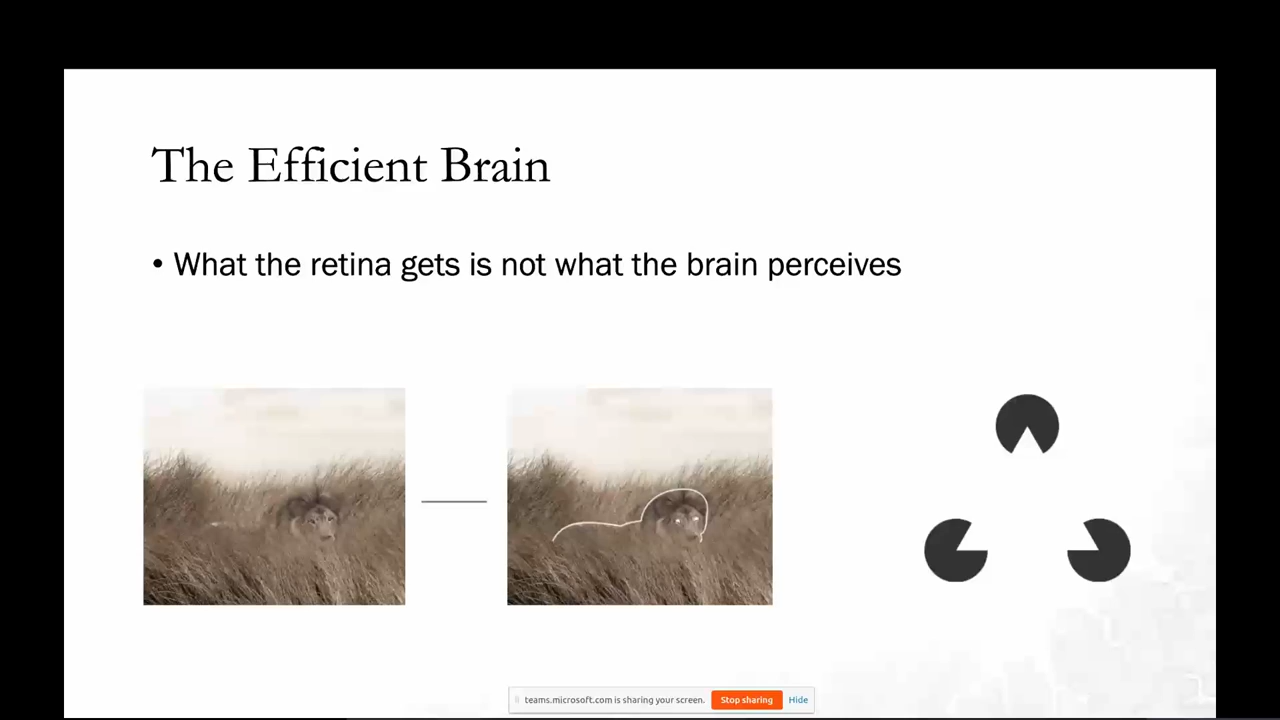 The Efficient Brain
• What the retina gets is not what the brain perceives
teams.microsoft.com is sharing your screen. Stop sharing Hide